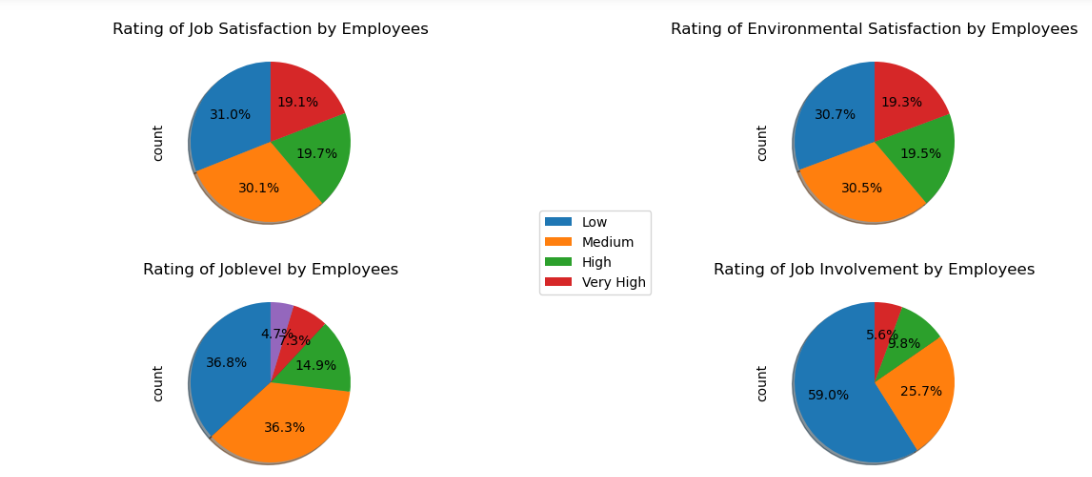 Rating of Job Satisfaction by Employees
count
31.0%
19.1%
19.7%
30.1%
Rating of Environmental Satisfaction by Employees
count
30.7%
19.3%
19.5%
30.5%
Low
Medium
High
Very High
Rating of Joblevel by Employees
count
36.8%
4.7%
7.3%
14.9%
36.3%
Rating of Job Involvement by Employees
count
59.0%
5.6%
9.8%
25.7%